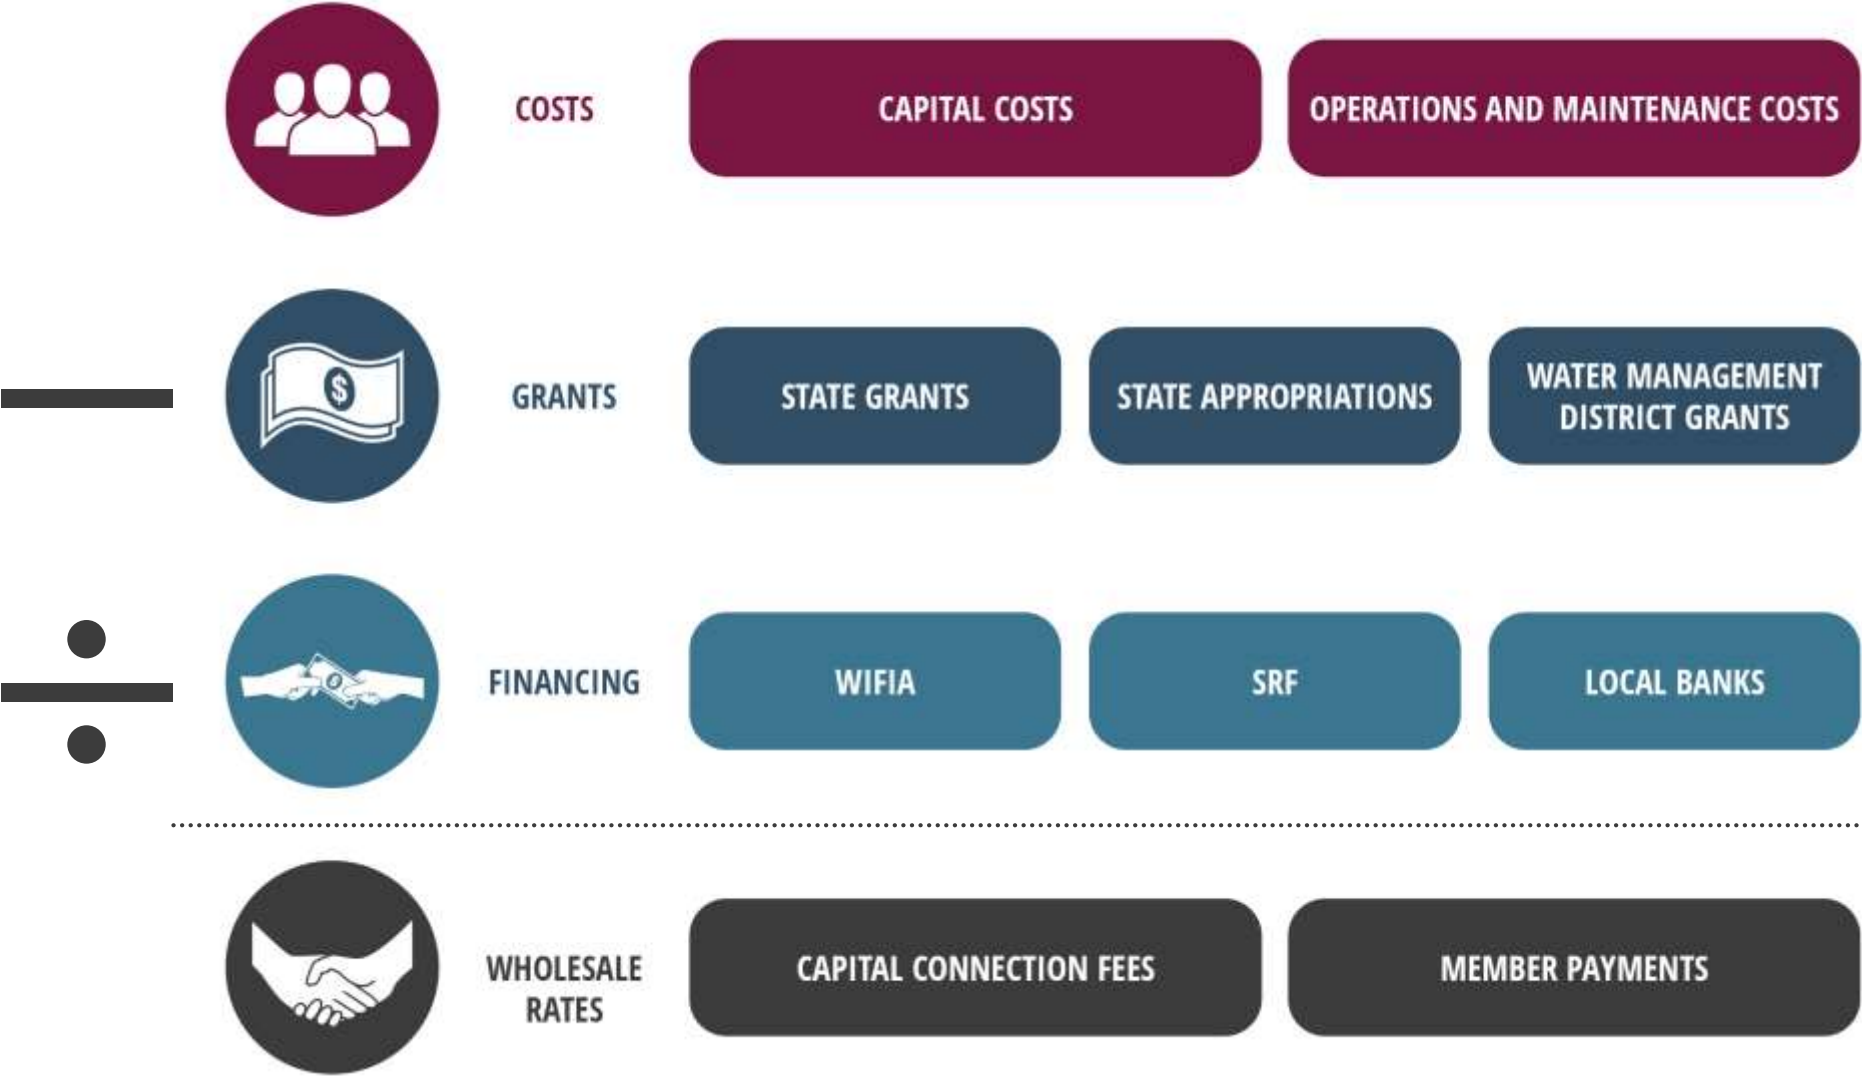 COSTS
CAPITAL COSTS
OPERATIONS AND MAINTENANCE COSTS
GRANTS
STATE GRANTS
STATE APPROPRIATIONS
WATER MANAGEMENT
DISTRICT GRANTS
FINANCING
WIFIA
SRF
LOCAL BANKS
WHOLESALE
RATES
CAPITAL CONNECTION FEES
MEMBER PAYMENTS